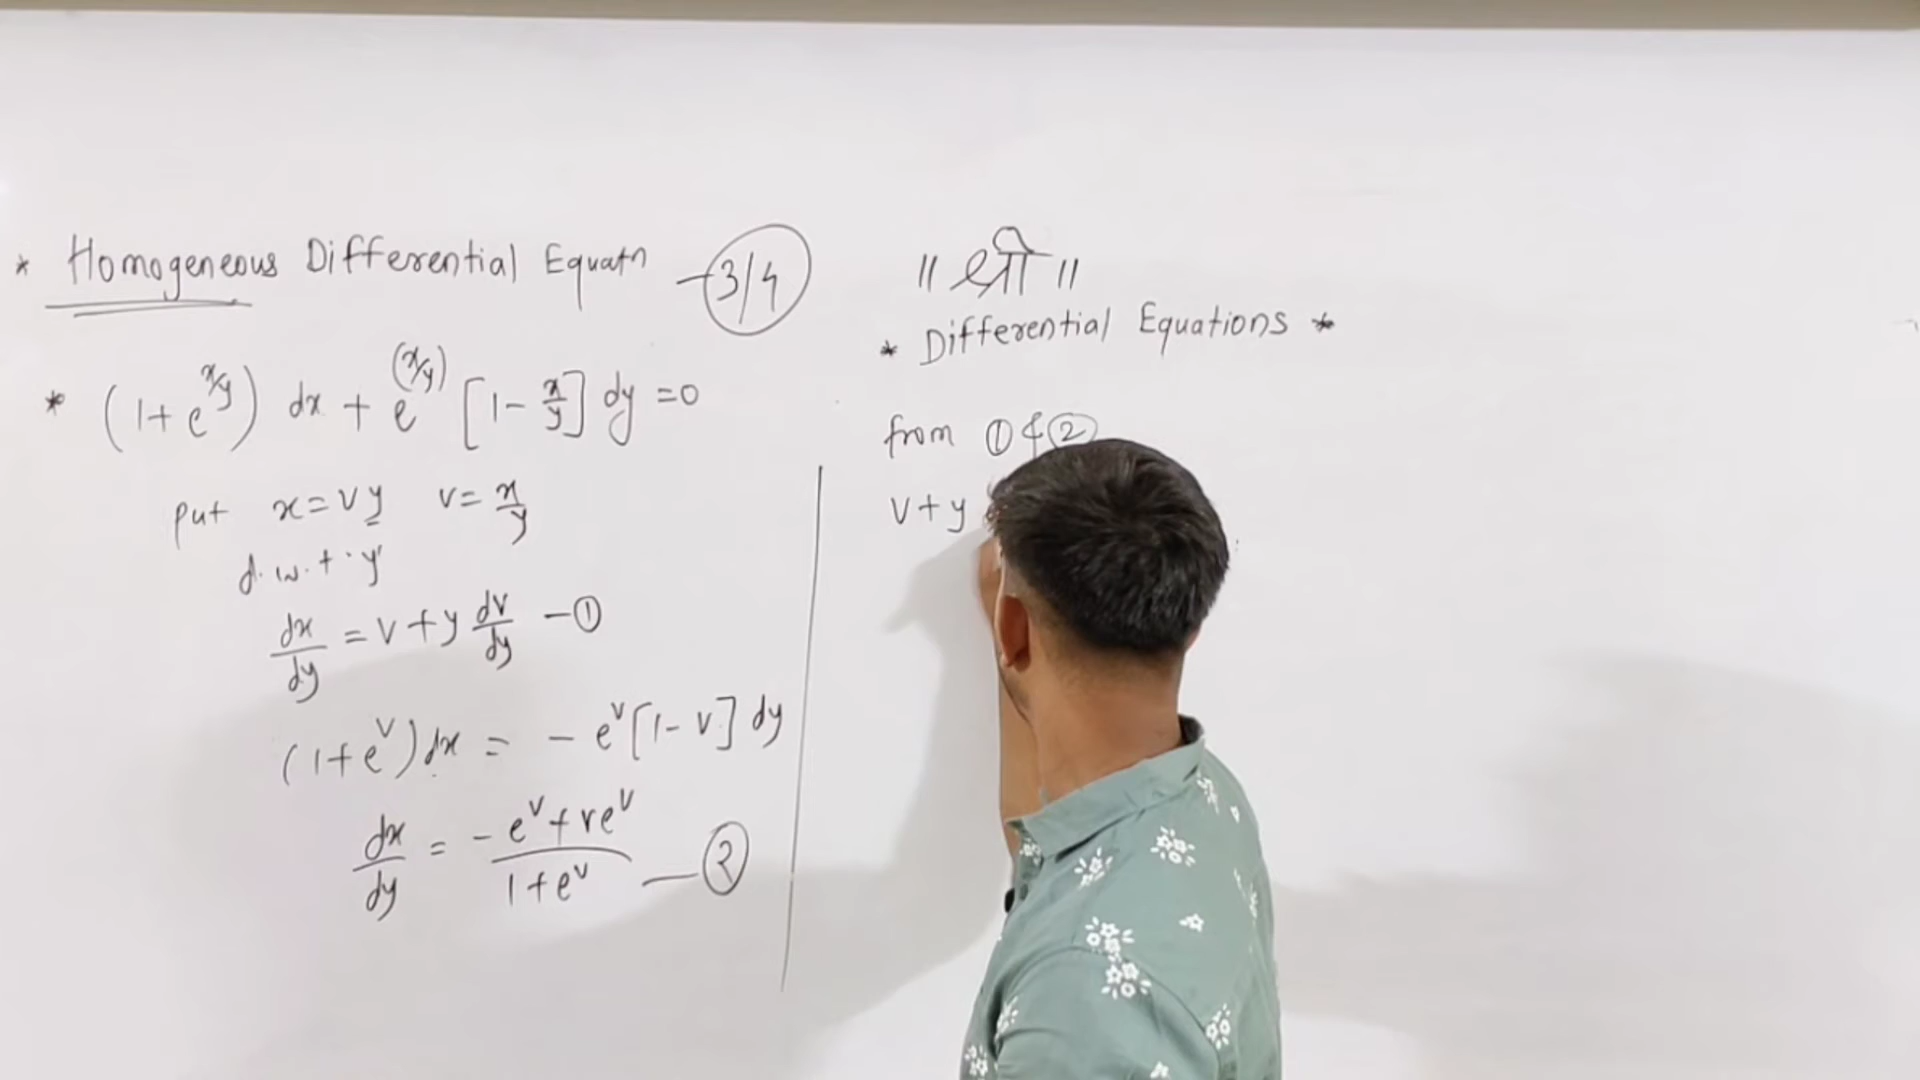 * Homogeneous Differential Equatn - 3/4
* (1+e^{x/y}) dx + e^{(x/y)} [1- x/y] dy =0
put x=vy v= x/y
d.w.t.'y'
dx/dy = v+y dv/dy -①
(1+e^v)dx = - e^v[1- v] dy
dx/dy = (- e^v+ve^v)/(1+e^v) —②
|| श्री ||
* Differential Equations *
from ① & ②
v+y